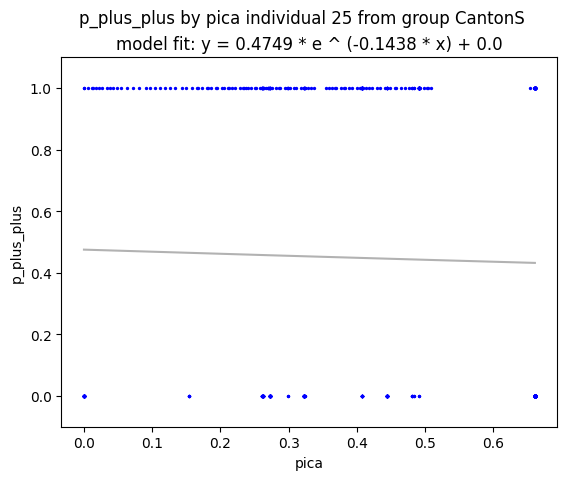 p_plus_plus by pica individual 25 from group CantonS
model fit: y = 0.4749 * e ^ (-0.1438 * x) + 0.0
1.0
0.8
0.6
0.4
0.2
0.0
p_plus_plus
0.0 0.1 0.2 0.3 0.4 0.5 0.6
pica